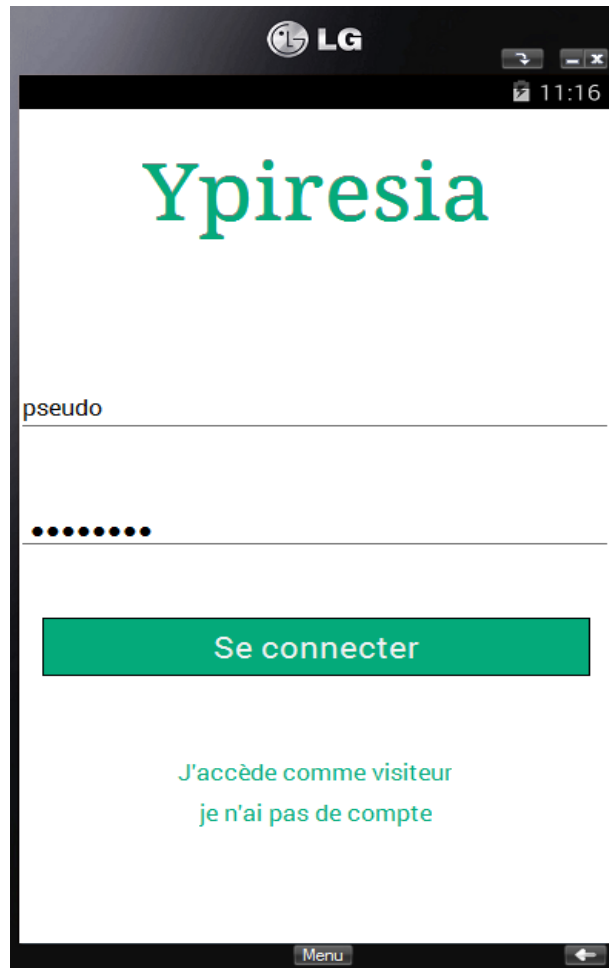 LG
11:16
Ypiresia
pseudo
••••••••
Se connecter
J'accède comme visiteur
je n'ai pas de compte
Menu